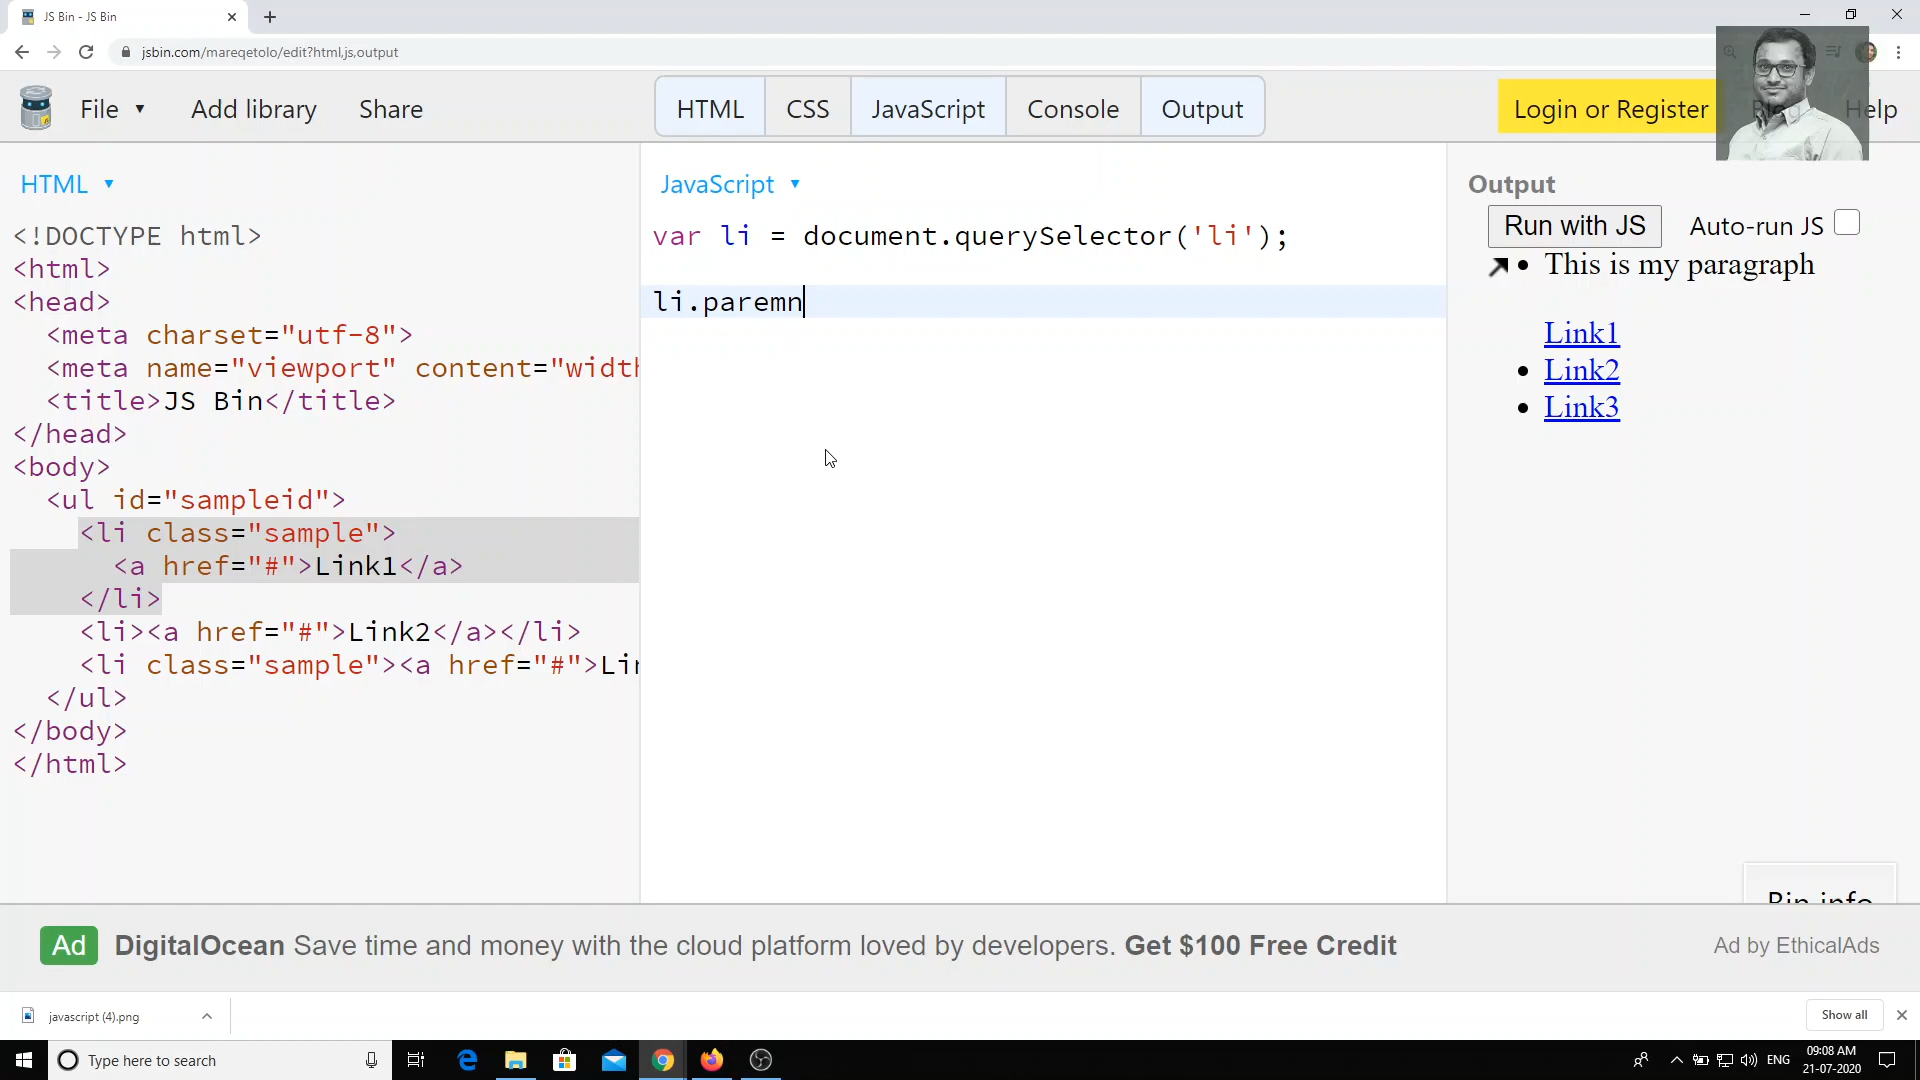 JS Bin - JS Bin
jsbin.com/mareqetolo/edit?html,js,output
File ▼ Add library Share
HTML CSS JavaScript Console Output
Login or Register Blog Help
HTML ▼
<!DOCTYPE html>
<html>
<head>
<meta charset="utf-8">
<meta name="viewport" content="width
<title>JS Bin</title>
</head>
<body>
<ul id="sampleid">
<li class="sample">
<a href="#">Link1</a>
</li>
<li><a href="#">Link2</a></li>
<li class="sample"><a href="#">Lin
</ul>
</body>
</html>
JavaScript ▼
var li = document.querySelector('li');
li.paremn
Output
Run with JS Auto-run JS
• This is my paragraph
Link1
• Link2
• Link3
Bin info
Ad DigitalOcean Save time and money with the cloud platform loved by developers. Get $100 Free Credit
Ad by EthicalAds
javascript (4).png
Show all
Type here to search
ENG
09:08 AM
21-07-2020